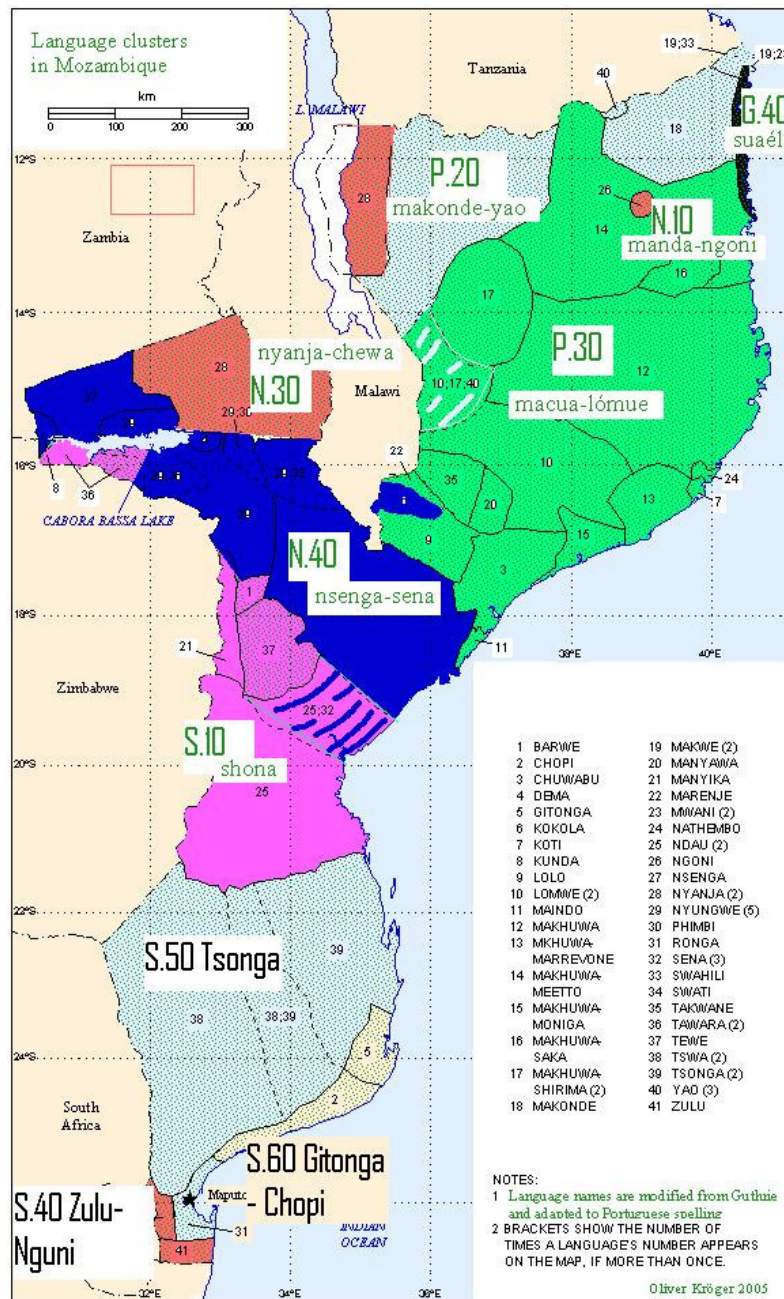 Language clusters
in Mozambique
km
0 100 200 300
Tanzania
19;33
40
L. MALAWI
G.40
18
suaél
12°S
P.20
28
makonde-yao
26
N.10
Zambia
14
manda-ngoni
16
17
14°S
nyanja-chewa
P.30
28
N.30
12
10;17;40
Malawi
macua-lómue
27
22
10
16°S
35
24
8
36
6
20
13
7
CABORA BASSA LAKE
15
9
N.40
3
nsenga-sena
1
18°S
11
21
37
38°E
40°E
Zimbabwe
25;32
S.10
shona
20°S
25
1 BARWE
2 CHOPI
3 CHUWABU
4 DEMA
5 GITONGA
6 KOKOLA
7 KOTI
8 KUNDA
9 LOLO
10 LOMWE (2)
11 MAINDO
12 MAKHUWA
13 MKHUWA-
MARREVONE
14 MAKHUWA-
MEETTO
15 MAKHUWA-
MONIGA
16 MAKHUWA-
SAKA
17 MAKHUWA-
SHIRIMA (2)
18 MAKONDE
19 MAKWE (2)
20 MANYAWA
21 MANYIKA
22 MARENJE
23 MWANI (2)
24 NATHEMBO
25 NDAU (2)
26 NGONI
27 NSENGA
28 NYANJA (2)
29 NYUNGWE (5)
30 PHIMBI
31 RONGA
32 SENA (3)
33 SWAHILI
34 SWATI
35 TAKWANE
36 TAWARA (2)
37 TEWE
38 TSWA (2)
39 TSONGA (2)
40 YAO (3)
41 ZULU
22°S
S.50 Tsonga
39
38
38;39
24°S
5
2
South
Africa
S.60 Gitonga
- Chopi
Maputo
S.40 Zulu-
Nguni
31
INDIAN
OCEAN
41
32°E
34°E
36°E
NOTES:
1 Language names are modified from Guthie
and adapted to Portuguese spelling
2 BRACKETS SHOW THE NUMBER OF
TIMES A LANGUAGE'S NUMBER APPEARS
ON THE MAP, IF MORE THAN ONCE.
Oliver Kröger 2005